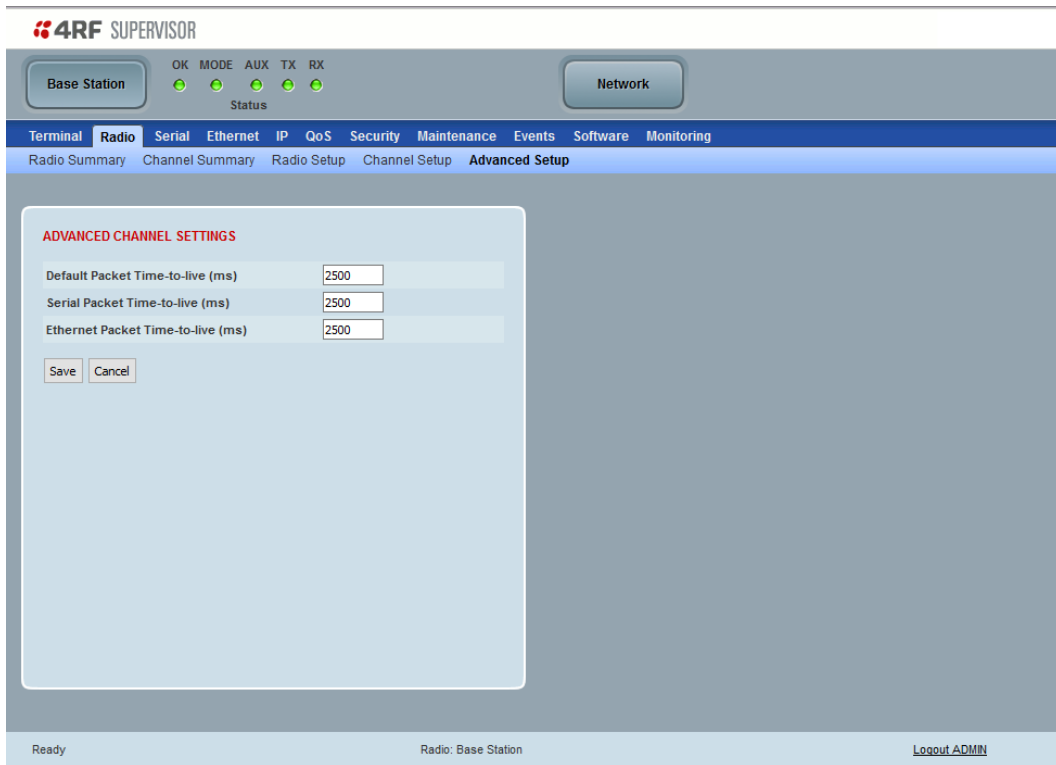 4RF SUPERVISOR
OK MODE AUX TX RX
Base Station
Network
Status
Terminal Radio Serial Ethernet IP QoS Security Maintenance Events Software Monitoring
Radio Summary Channel Summary Radio Setup Channel Setup Advanced Setup
ADVANCED CHANNEL SETTINGS
Default Packet Time-to-live (ms) 2500
Serial Packet Time-to-live (ms) 2500
Ethernet Packet Time-to-live (ms) 2500
Save Cancel
Ready Radio: Base Station Logout ADMIN